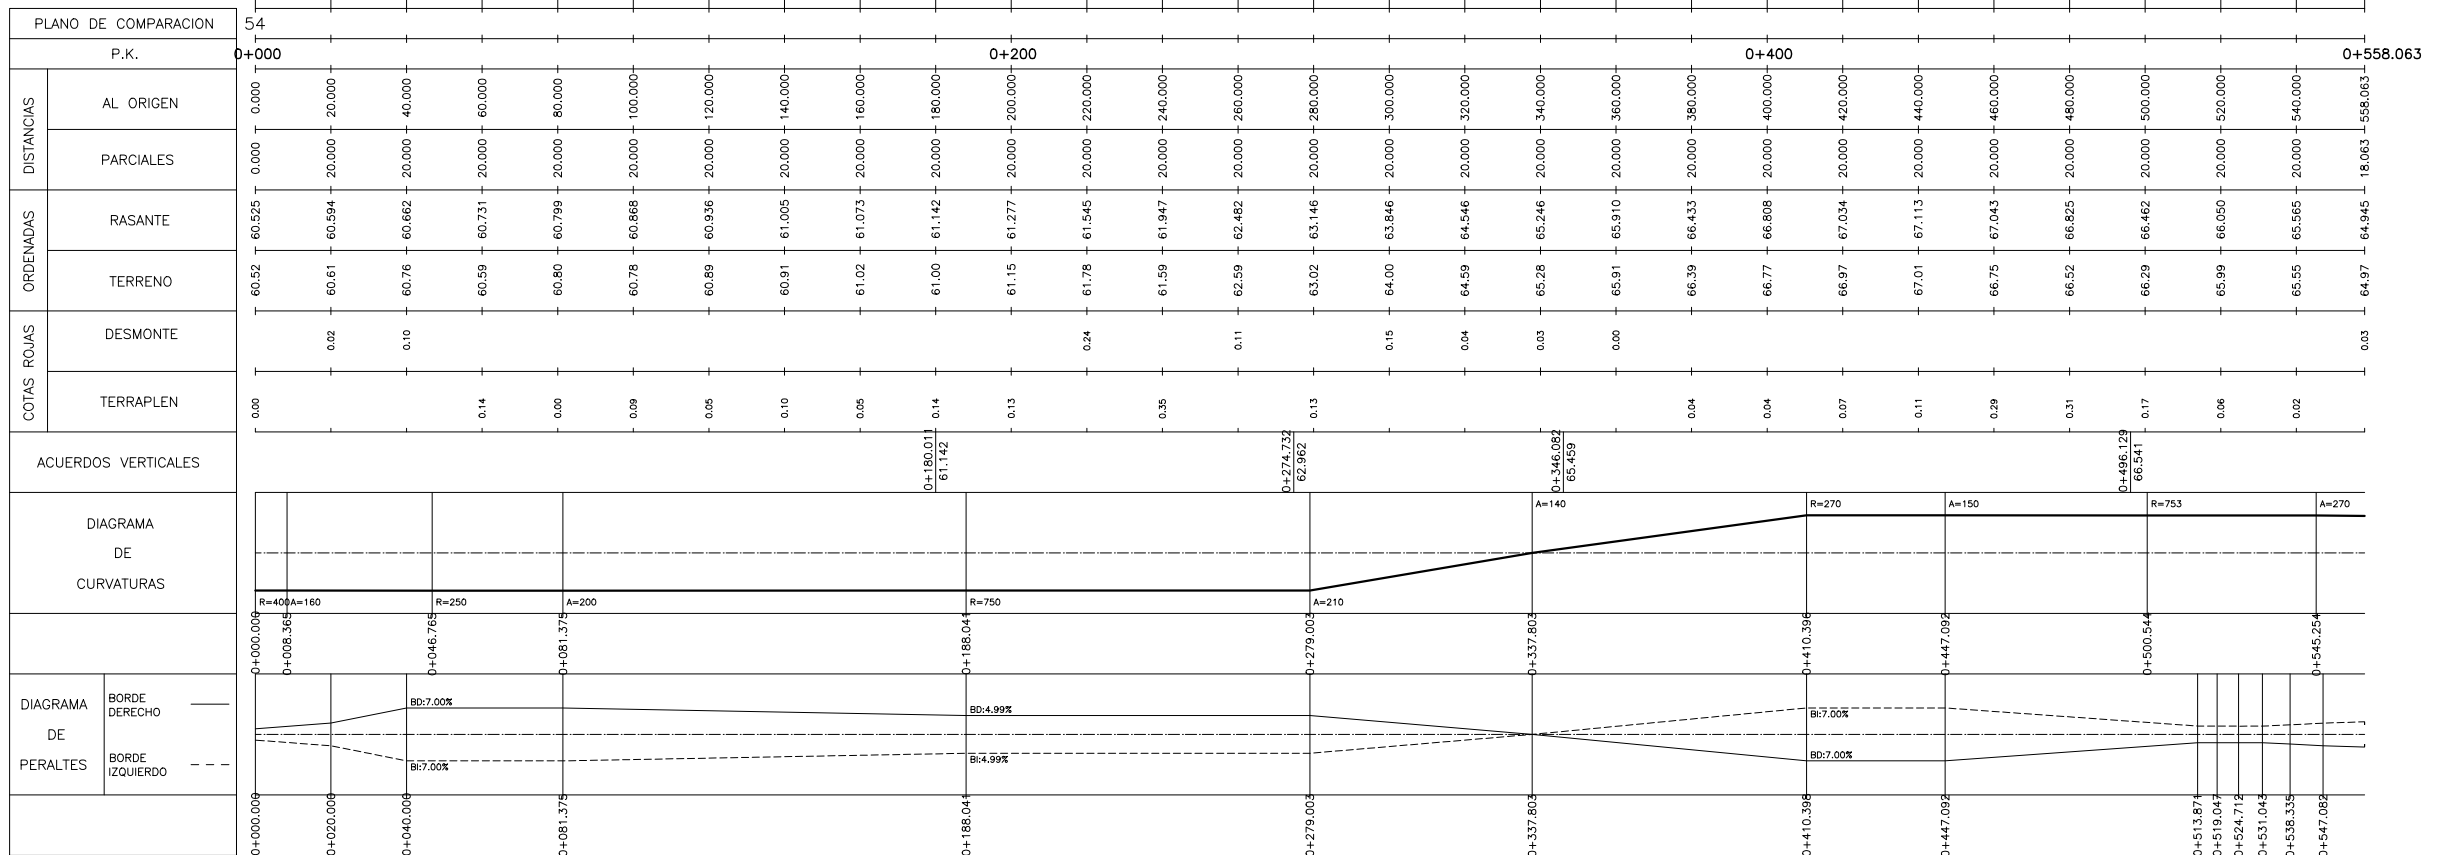 PLANO DE COMPARACION 54
P.K. 0+000 0+200 0+400 0+558.063
DISTANCIAS
AL ORIGEN 0.000 20.000 40.000 60.000 80.000 100.000 120.000 140.000 160.000 180.000 200.000 220.000 240.000 260.000 280.000 300.000 320.000 340.000 360.000 380.000 400.000 420.000 440.000 460.000 480.000 500.000 520.000 540.000 558.063
PARCIALES 0.000 20.000 20.000 20.000 20.000 20.000 20.000 20.000 20.000 20.000 20.000 20.000 20.000 20.000 20.000 20.000 20.000 20.000 20.000 20.000 20.000 20.000 20.000 20.000 20.000 20.000 20.000 20.000 18.063
ORDENADAS
RASANTE 60.525 60.594 60.662 60.731 60.799 60.868 60.936 61.005 61.073 61.142 61.277 61.545 61.947 62.482 63.146 63.846 64.546 65.246 65.910 66.433 66.808 67.034 67.113 67.043 66.825 66.462 66.050 65.565 64.945
TERRENO 60.52 60.61 60.76 60.59 60.80 60.78 60.89 60.91 61.02 61.00 61.15 61.78 61.59 62.59 63.02 64.00 64.59 65.28 65.91 66.39 66.77 66.97 67.01 66.75 66.52 66.29 65.99 65.55 64.97
COTAS ROJAS
DESMONTE 0.02 0.10 0.24 0.11 0.15 0.04 0.03 0.00 0.03
TERRAPLEN 0.00 0.14 0.00 0.09 0.05 0.10 0.05 0.14 0.13 0.35 0.13 0.04 0.04 0.07 0.11 0.29 0.31 0.17 0.06 0.02
ACUERDOS VERTICALES
0+180.011 61.142 0+274.732 62.962 0+346.082 65.459 0+496.129 66.541
DIAGRAMA
DE
CURVATURAS
A=140 R=270 A=150 R=753 A=270
R=400 A=160 R=250 A=200 R=750 A=210
0+000.000 0+008.365 0+046.765 0+081.375 0+188.041 0+279.003 0+337.803 0+410.396 0+447.092 0+500.544 0+545.254
DIAGRAMA
DE
PERALTES
BORDE
DERECHO
BORDE
IZQUIERDO
BD:7.00% BD:4.99% BI:7.00%
BI:7.00% BI:4.99% BD:7.00%
0+000.000 0+020.000 0+040.000 0+081.375 0+188.041 0+279.003 0+337.803 0+410.398 0+447.092 0+513.871 0+519.047 0+524.712 0+531.043 0+538.335 0+547.082